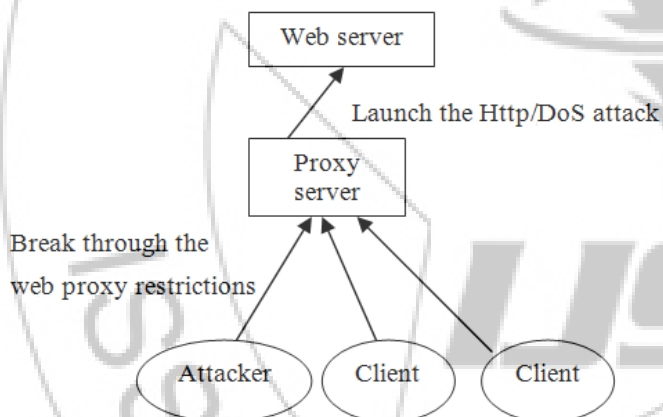 Web server
Launch the Http/DoS attack
Proxy
server
Break through the
web proxy restrictions
Attacker
Client
Client